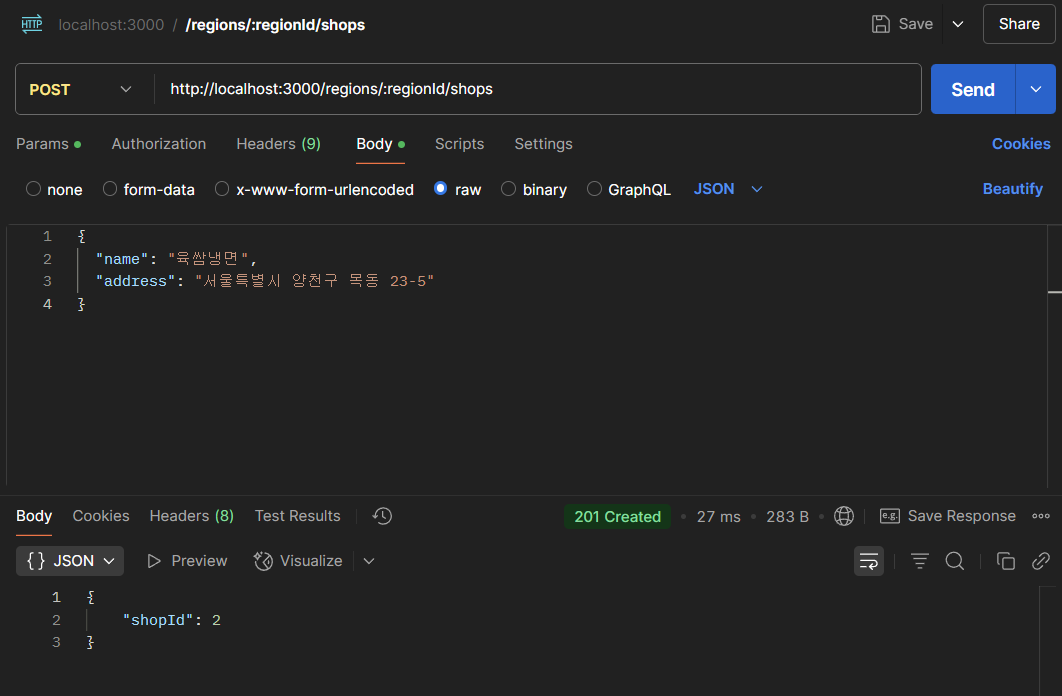 HTTP localhost:3000 / /regions/:regionId/shops Save Share
POST http://localhost:3000/regions/:regionId/shops Send
Params Authorization Headers (9) Body Scripts Settings Cookies
none form-data x-www-form-urlencoded raw binary GraphQL JSON Beautify
1 {
2 "name": "육쌈냉면",
3 "address": "서울특별시 양천구 목동 23-5"
4 }
Body Cookies Headers (8) Test Results 201 Created 27 ms 283 B e.g. Save Response
{} JSON Preview Visualize
1 {
2 "shopId": 2
3 }